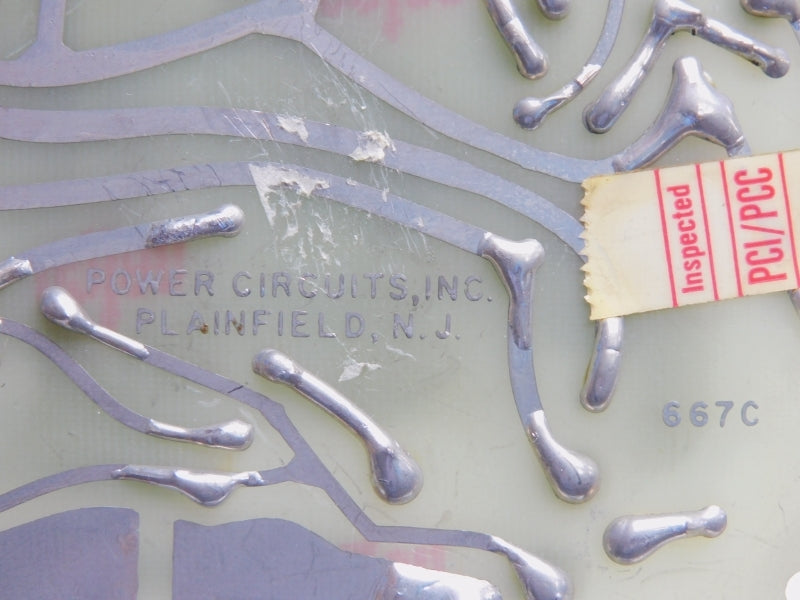 POWER CIRCUITS, INC.
PLAINFIELD, N.J.
Inspected
PCI/PCC
667C